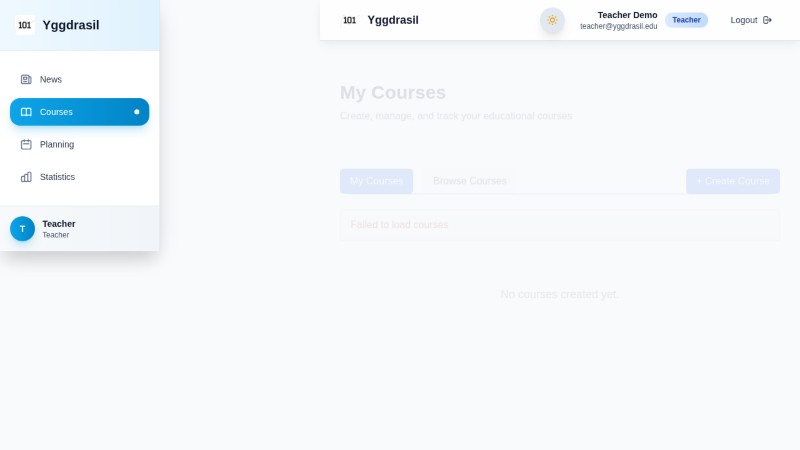 101 Yggdrasil
News
Courses
Planning
Statistics
T
Teacher
Teacher
101 Yggdrasil
Teacher Demo
teacher@yggdrasil.edu
Teacher
Logout
My Courses
Create, manage, and track your educational courses
My Courses
Browse Courses
+ Create Course
Failed to load courses
No courses created yet.